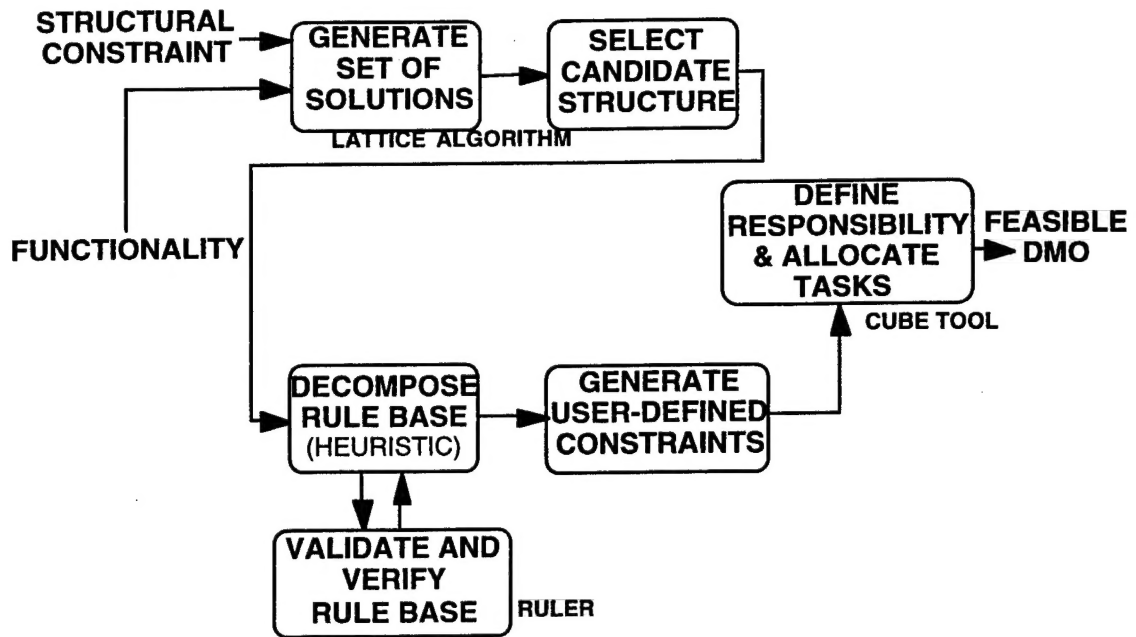 STRUCTURAL
CONSTRAINT
GENERATE
SET OF
SOLUTIONS
LATTICE ALGORITHM
SELECT
CANDIDATE
STRUCTURE
FUNCTIONALITY
DEFINE
RESPONSIBILITY
& ALLOCATE
TASKS
CUBE TOOL
FEASIBLE
DMO
DECOMPOSE
RULE BASE
(HEURISTIC)
GENERATE
USER-DEFINED
CONSTRAINTS
VALIDATE AND
VERIFY
RULE BASE
RULER